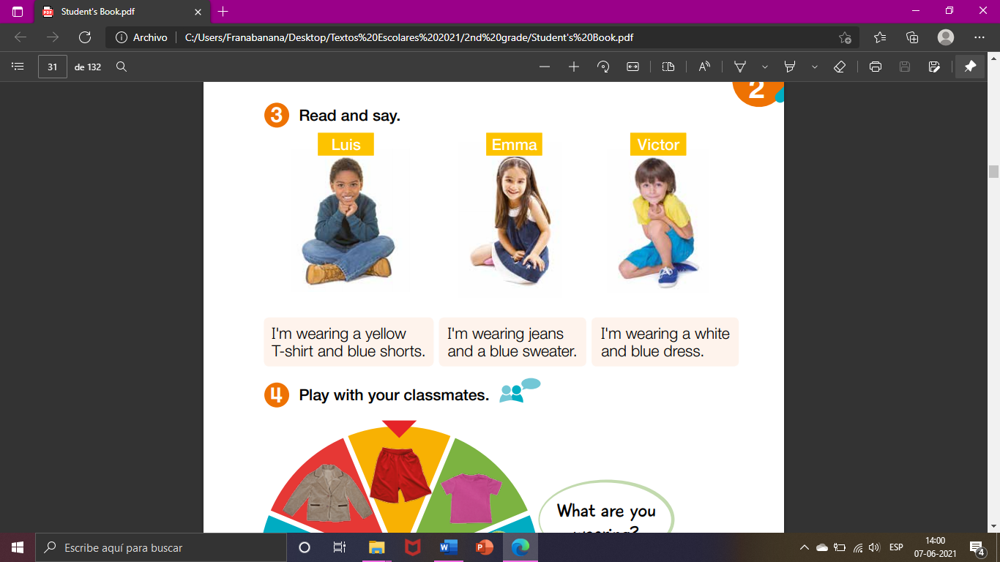 Student's Book.pdf
Archivo
C:/Users/Franabanana/Desktop/Textos%20Escolares%202021/2nd%20grade/Student's%20Book.pdf
31 de 132
2
3 Read and say.
Luis Emma Victor
I'm wearing a yellow
T-shirt and blue shorts.
I'm wearing jeans
and a blue sweater.
I'm wearing a white
and blue dress.
4 Play with your classmates.
What are you
wearing?
Escribe aquí para buscar
ESP
14:00
07-06-2021
4